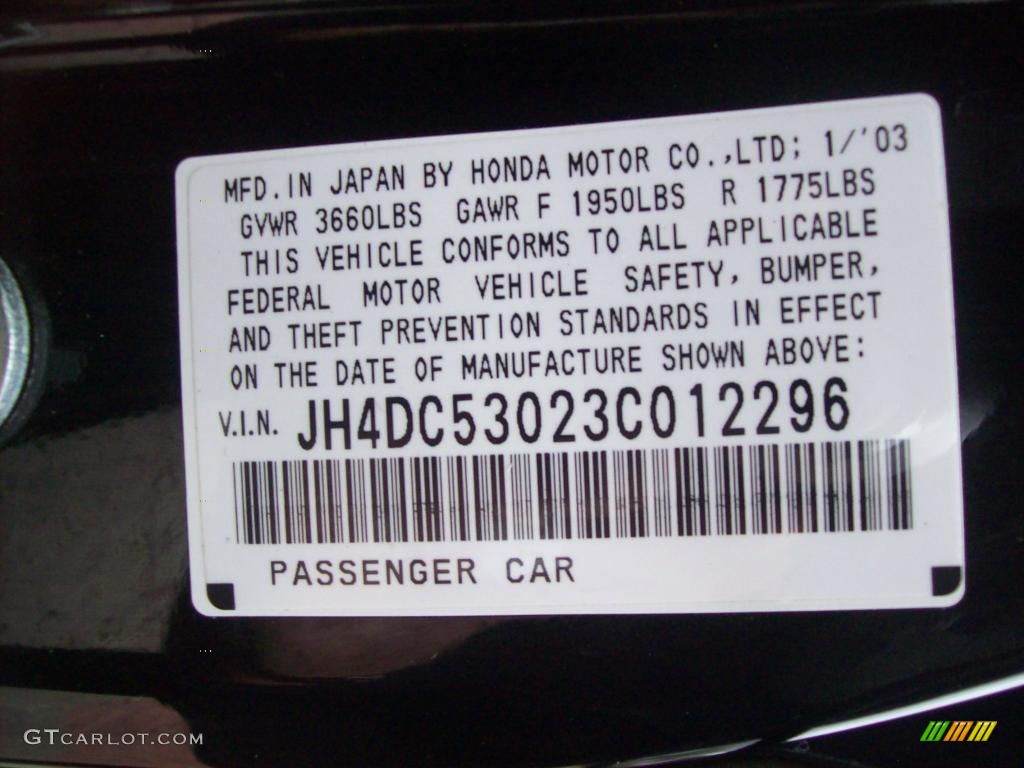 MFD.IN JAPAN BY HONDA MOTOR CO.,LTD; 1/'03
GVWR 3660LBS GAWR F 1950LBS R 1775LBS
THIS VEHICLE CONFORMS TO ALL APPLICABLE
FEDERAL MOTOR VEHICLE SAFETY, BUMPER,
AND THEFT PREVENTION STANDARDS IN EFFECT
ON THE DATE OF MANUFACTURE SHOWN ABOVE:
V.I.N. JH4DC53023C012296
PASSENGER CAR
GTCARLOT.COM